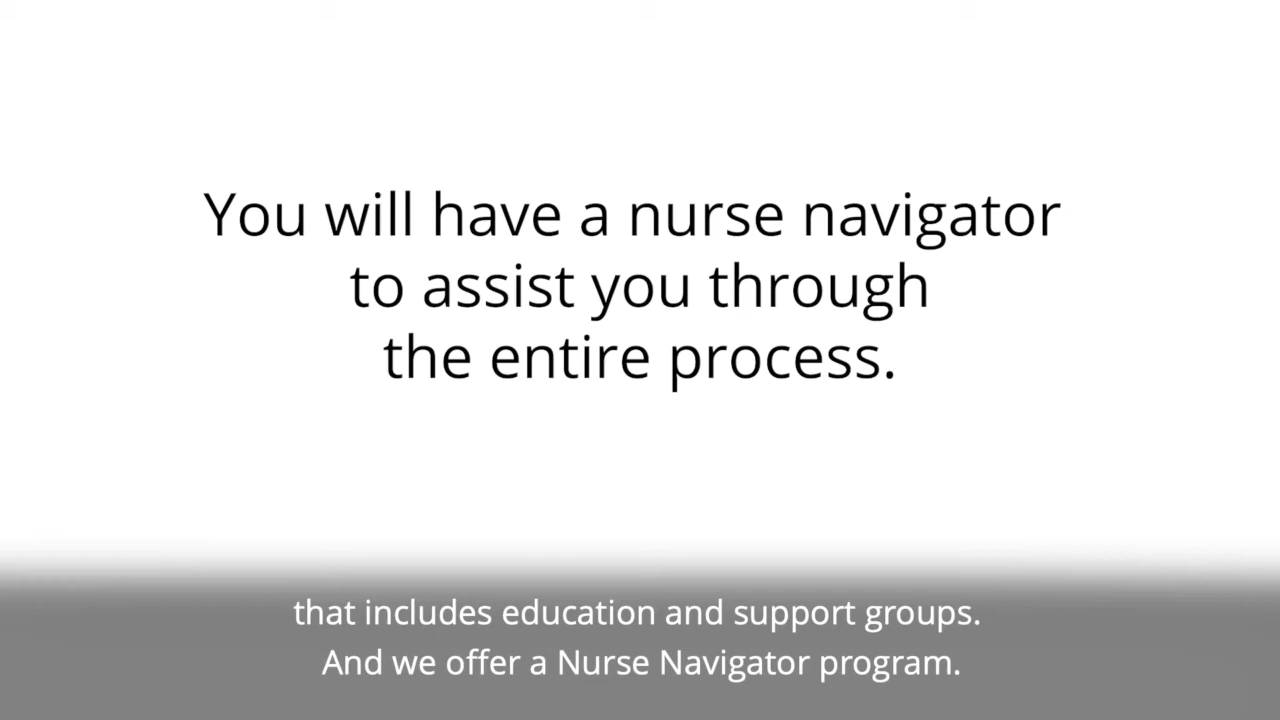 You will have a nurse navigator
to assist you through
the entire process.
that includes education and support groups.
And we offer a Nurse Navigator program.